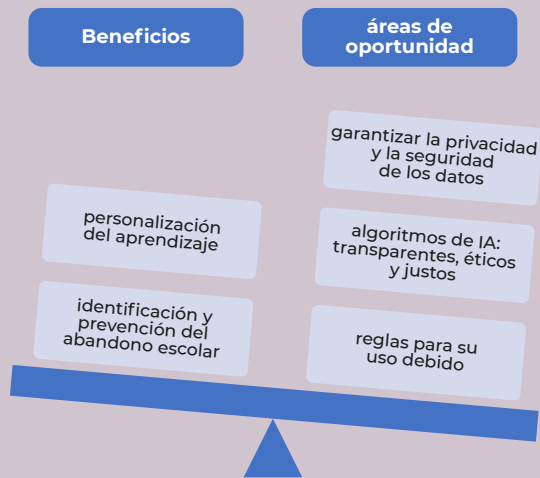 Beneficios
áreas de
oportunidad
personalización
del aprendizaje
identificación y
prevención del
abandono escolar
garantizar la privacidad
y la seguridad
de los datos
algoritmos de IA:
transparentes, éticos
y justos
reglas para su
uso debido